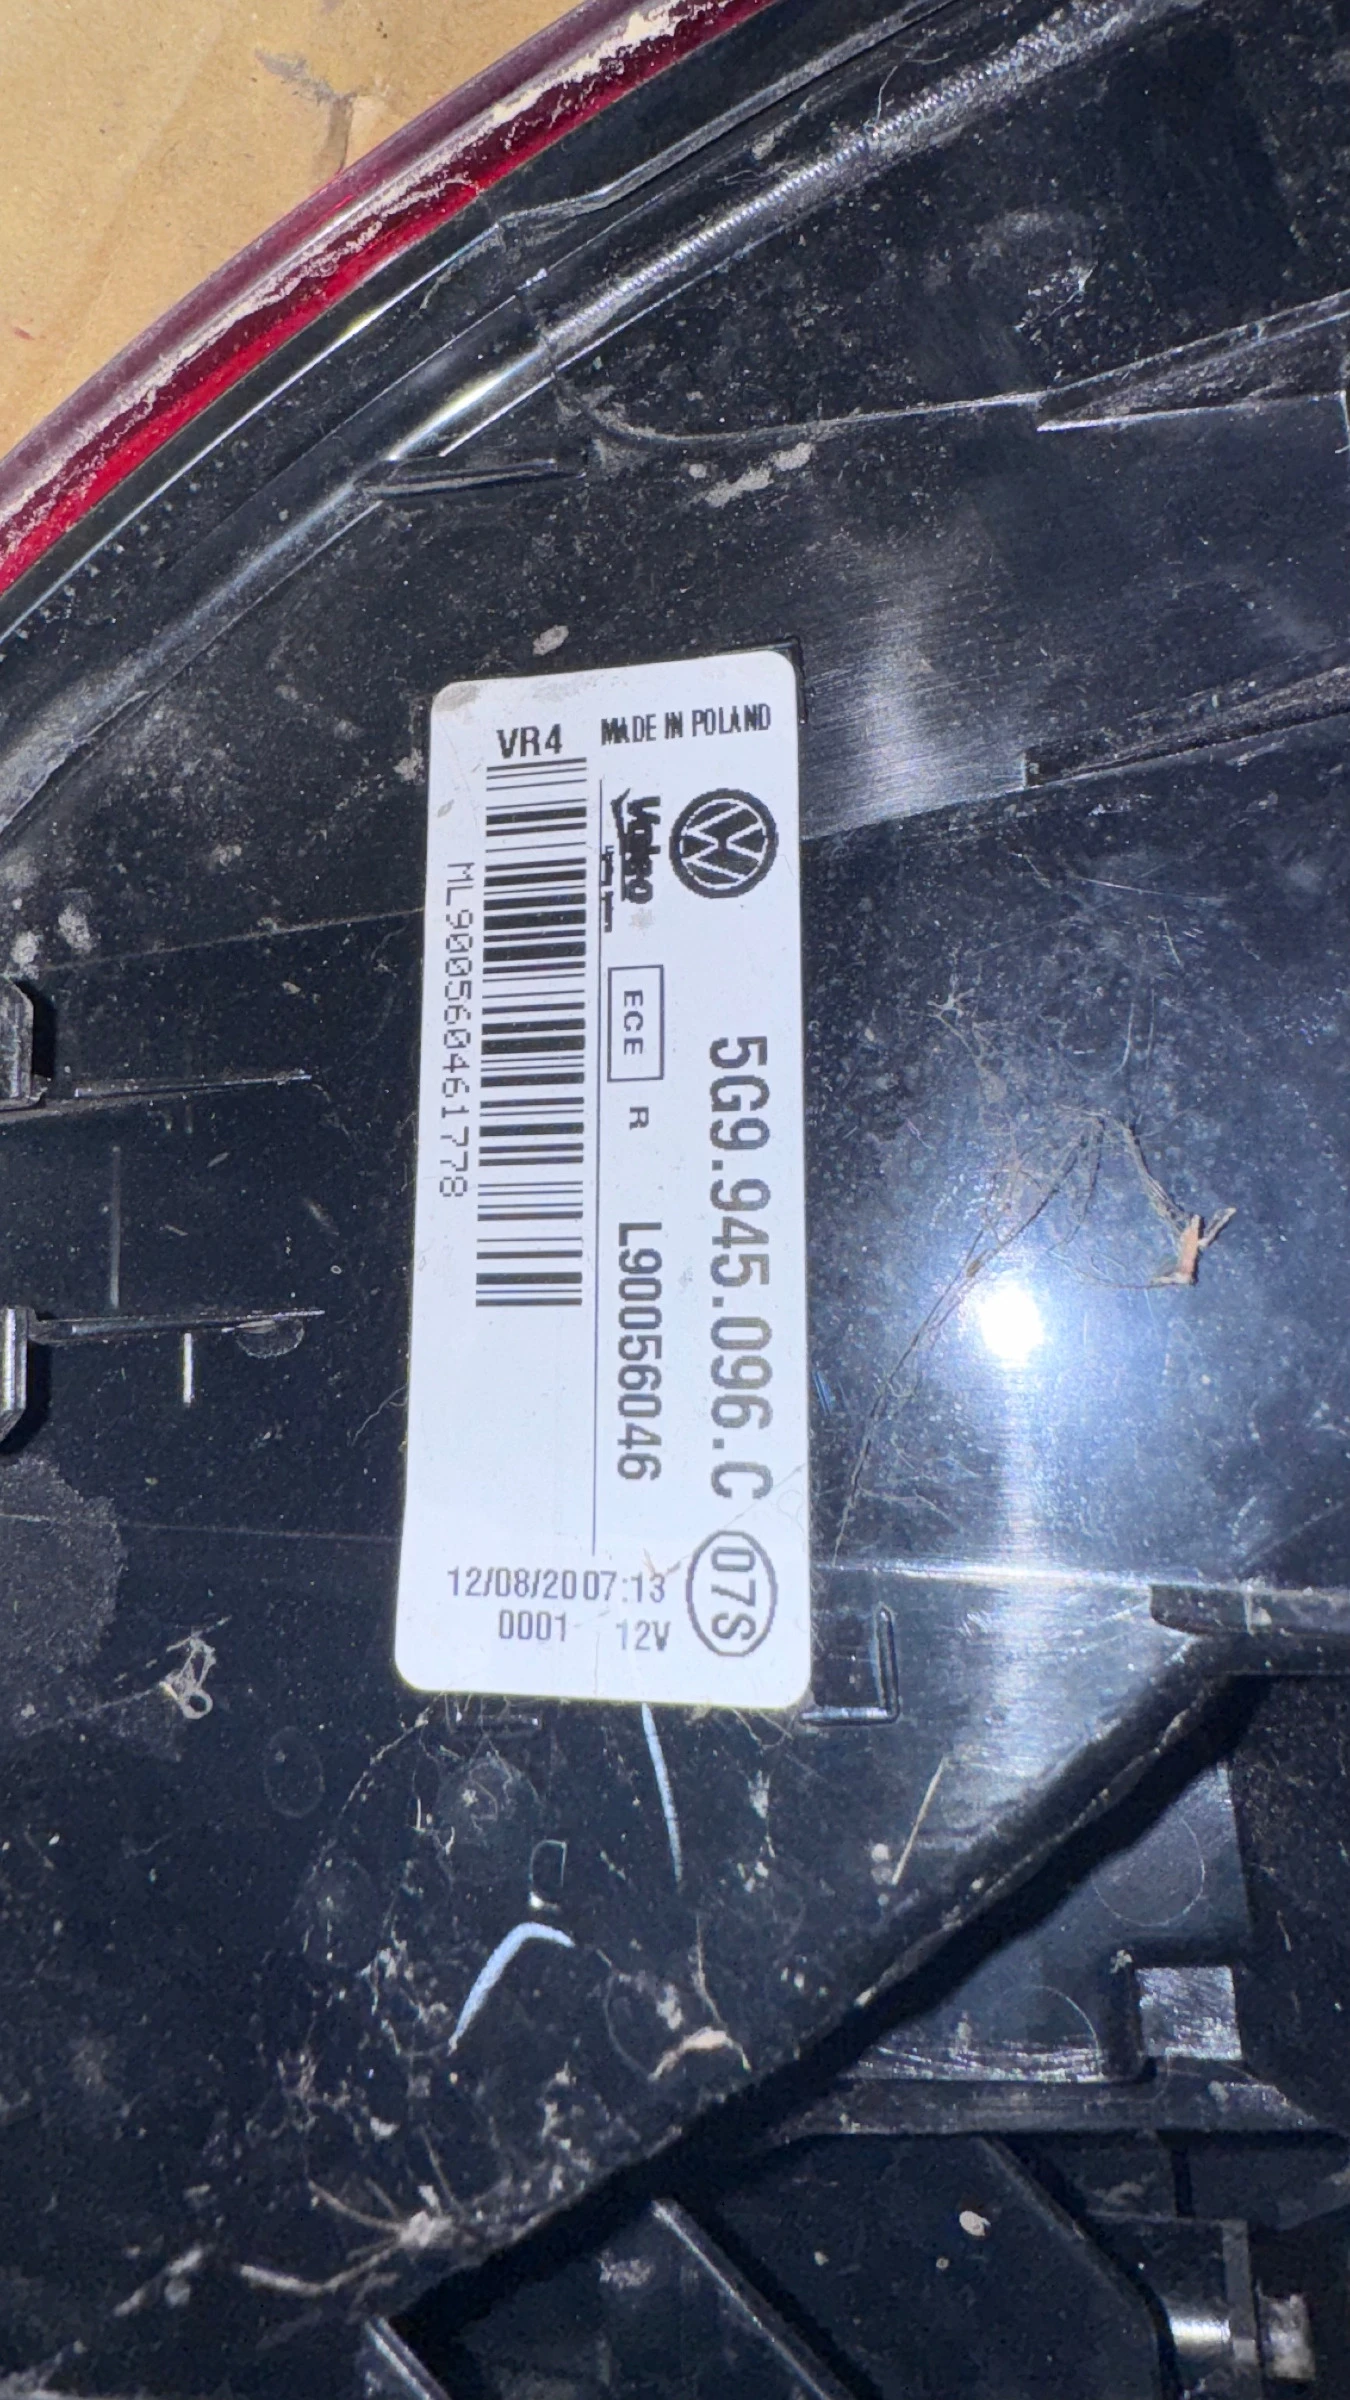 MADE IN POLAND
VR4
5G9.945.096.C
07S
Valeo
ECE R L90056046
ML900560461778
12/08/20 07:13
0001 12V